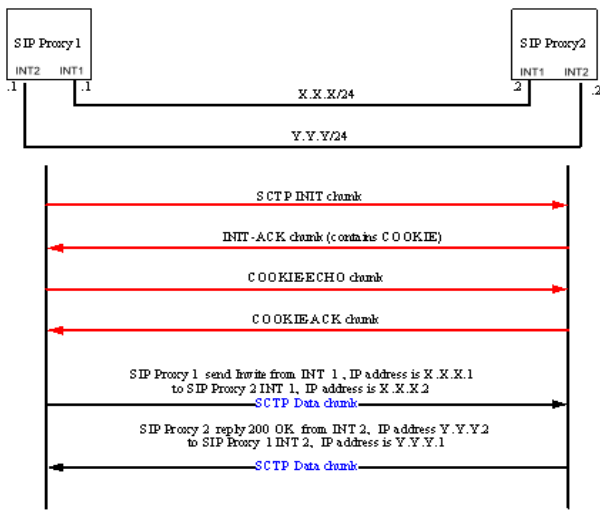 SIP Proxy 1
SIP Proxy2
INT2 INT1
INT1 INT2
.1 .1
.2 .2
X.X.X/24
Y.Y.Y/24
SCTP INIT chunk
INIT-ACK chunk (contains COOKIE)
COOKIE-ECHO chunk
COOKIE-ACK chunk
SIP Proxy 1 send Invite from INT 1, IP address is X.X.X.1
to SIP Proxy 2 INT 1, IP address is X.X.X.2
SCTP Data chunk
SIP Proxy 2 reply 200 OK from INT 2, IP address Y.Y.Y.2
to SIP Proxy 1 INT 2, IP address is Y.Y.Y.1
SCTP Data chunk